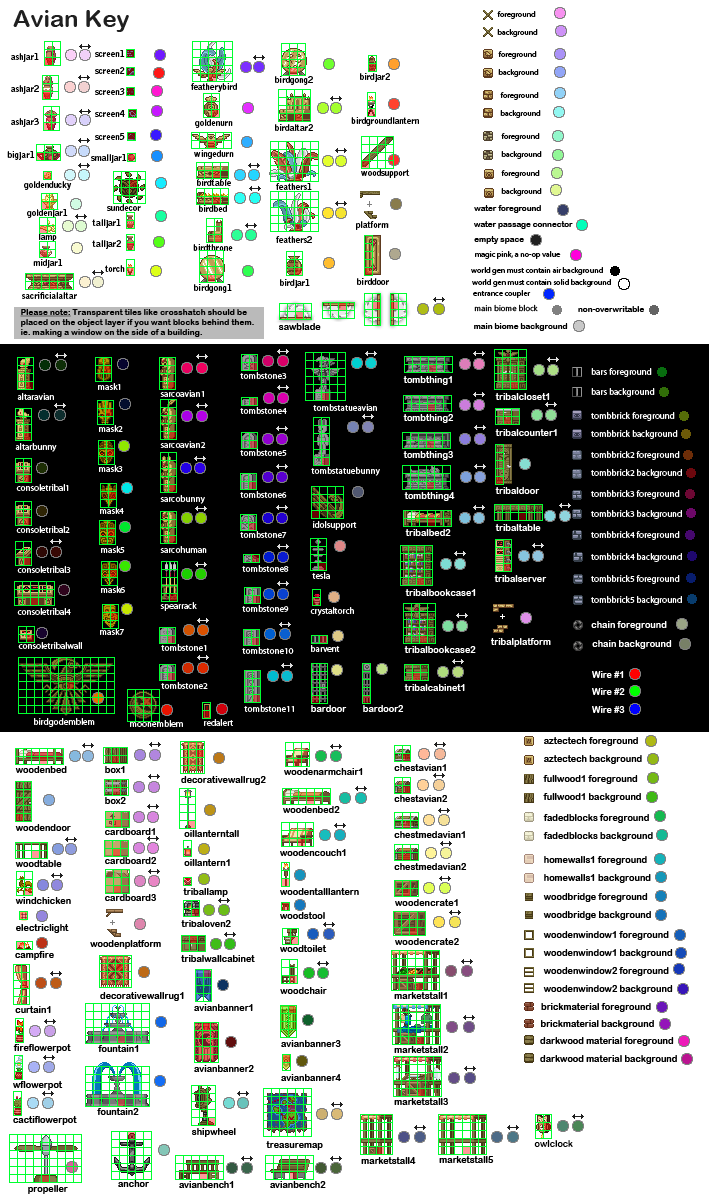 Avian Key
ashjar1
ashjar2
ashjar3
bigjar1
goldenducky
goldenjar1
lamp
midjar1
sacrificialaltar
screen1
screen2
screen3
screen4
screen5
smalljar1
sundecor
talljar1
talljar2
torch
featherybird
goldenurn
wingedurn
birdtable
birdbed
birdthrone
birdgong1
birdgong2
birdaltar2
feathers1
feathers2
birdjar1
sawblade
birdjar2
birdgroundlantern
woodsupport
platform
birddoor
foreground
background
foreground
background
foreground
background
foreground
background
foreground
background
water foreground
water passage connector
empty space
magic pink, a no-op value
world gen must contain air background
world gen must contain solid background
entrance coupler
main biome block
non-overwritable
main biome background
Please note: Transparent tiles like crosshatch should be
placed on the object layer if you want blocks behind them.
ie. making a window on the side of a building.
altaravian
altarbunny
consoletribal1
consoletribal2
consoletribal3
consoletribal4
consoletribalwall
birdgodemblem
mask1
mask2
mask3
mask4
mask5
mask6
mask7
moonemblem
sarcoavian1
sarcoavian2
sarcobunny
sarcohuman
spearrack
tombstone1
tombstone2
redalert
tombstone3
tombstone4
tombstone5
tombstone6
tombstone7
tombstone8
tombstone9
tombstone10
tombstone11
tombstatueavian
tombstatuebunny
idolsupport
tesla
crystaltorch
barvent
bardoor
bardoor2
tombthing1
tombthing2
tombthing3
tombthing4
tribalbed2
tribalbookcase1
tribalbookcase2
tribalcabinet1
tribalcloset1
tribalcounter1
tribaldoor
tribaltable
tribalserver
tribalplatform
bars foreground
bars background
tombbrick foreground
tombbrick background
tombbrick2 foreground
tombbrick2 background
tombbrick3 foreground
tombbrick3 background
tombbrick4 foreground
tombbrick4 background
tombbrick5 foreground
tombbrick5 background
chain foreground
chain background
Wire #1
Wire #2
Wire #3
woodenbed
woodendoor
woodtable
windchicken
electriclight
campfire
curtain1
fireflowerpot
wflowerpot
cactiflowerpot
propeller
box1
box2
cardboard1
cardboard2
cardboard3
woodenplatform
decorativewallrug1
fountain1
fountain2
anchor
decorativewallrug2
oillanterntall
oillantern1
triballamp
tribaloven2
tribalwallcabinet
avianbanner1
avianbanner2
shipwheel
avianbench1
woodenarmchair1
woodenbed2
woodencouch1
woodentalllantern
woodstool
woodtoilet
woodchair
avianbanner3
avianbanner4
treasuremap
avianbench2
chestavian1
chestavian2
chestmedavian1
chestmedavian2
woodencrate1
woodencrate2
marketstall1
marketstall2
marketstall3
marketstall4
marketstall5
owlclock
aztectech foreground
aztectech background
fullwood1 foreground
fullwood1 background
fadedblocks foreground
fadedblocks background
homewalls1 foreground
homewalls1 background
woodbridge foreground
woodbridge background
woodenwindow1 foreground
woodenwindow1 background
woodenwindow2 foreground
woodenwindow2 background
brickmaterial foreground
brickmaterial background
darkwood material foreground
darkwood material background